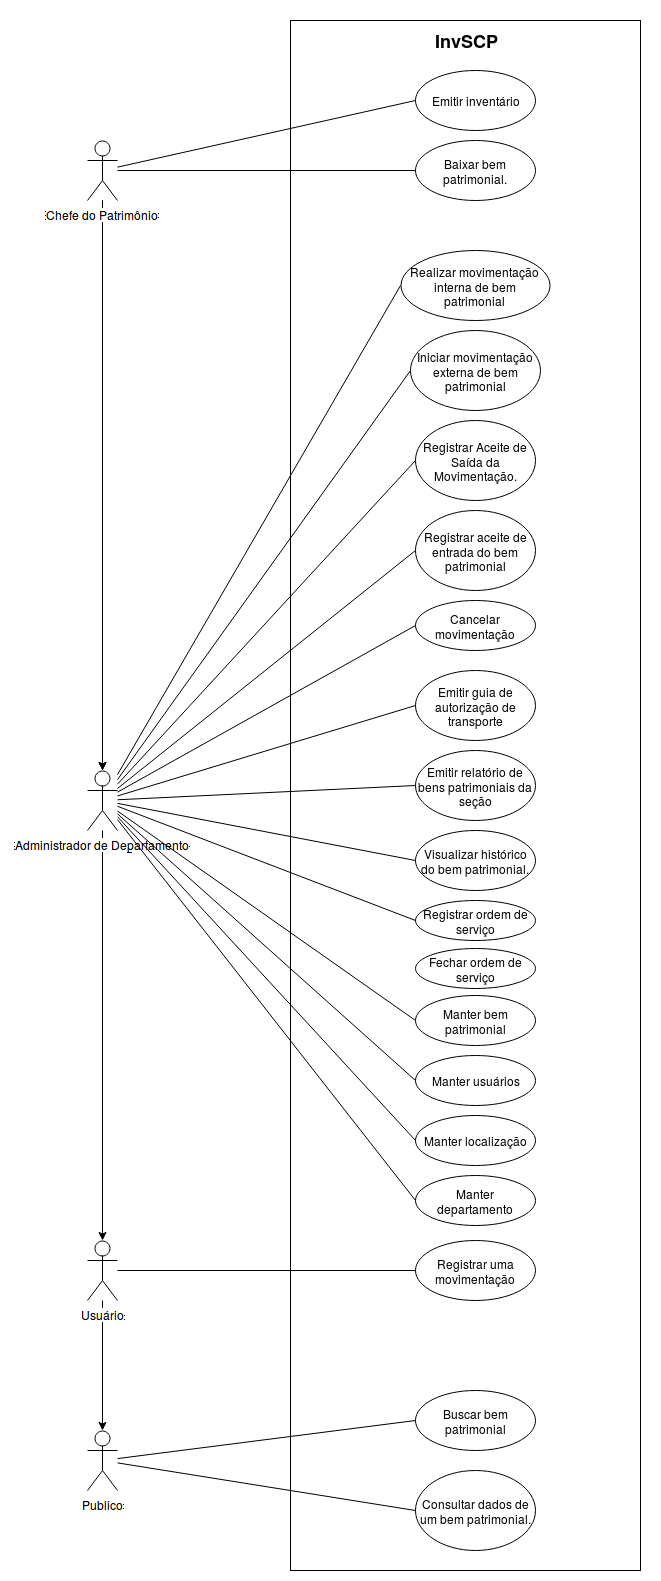 InvSCP
Emitir inventário
Baixar bem
patrimonial.
Chefe do Patrimônio
Realizar movimentação
interna de bem
patrimonial
Iniciar movimentação
externa de bem
patrimonial
Registrar Aceite de
Saída da
Movimentação.
Registrar aceite de
entrada do bem
patrimonial
Cancelar
movimentação
Emitir guia de
autorização de
transporte
Emitir relatório de
bens patrimoniais da
seção
Administrador de Departamento
Visualizar histórico
do bem patrimonial.
Registrar ordem de
serviço
Fechar ordem de
serviço
Manter bem
patrimonial
Manter usuários
Manter localização
Manter
departamento
Registrar uma
movimentação
Usuário
Buscar bem
patrimonial
Publico
Consultar dados de
um bem patrimonial.